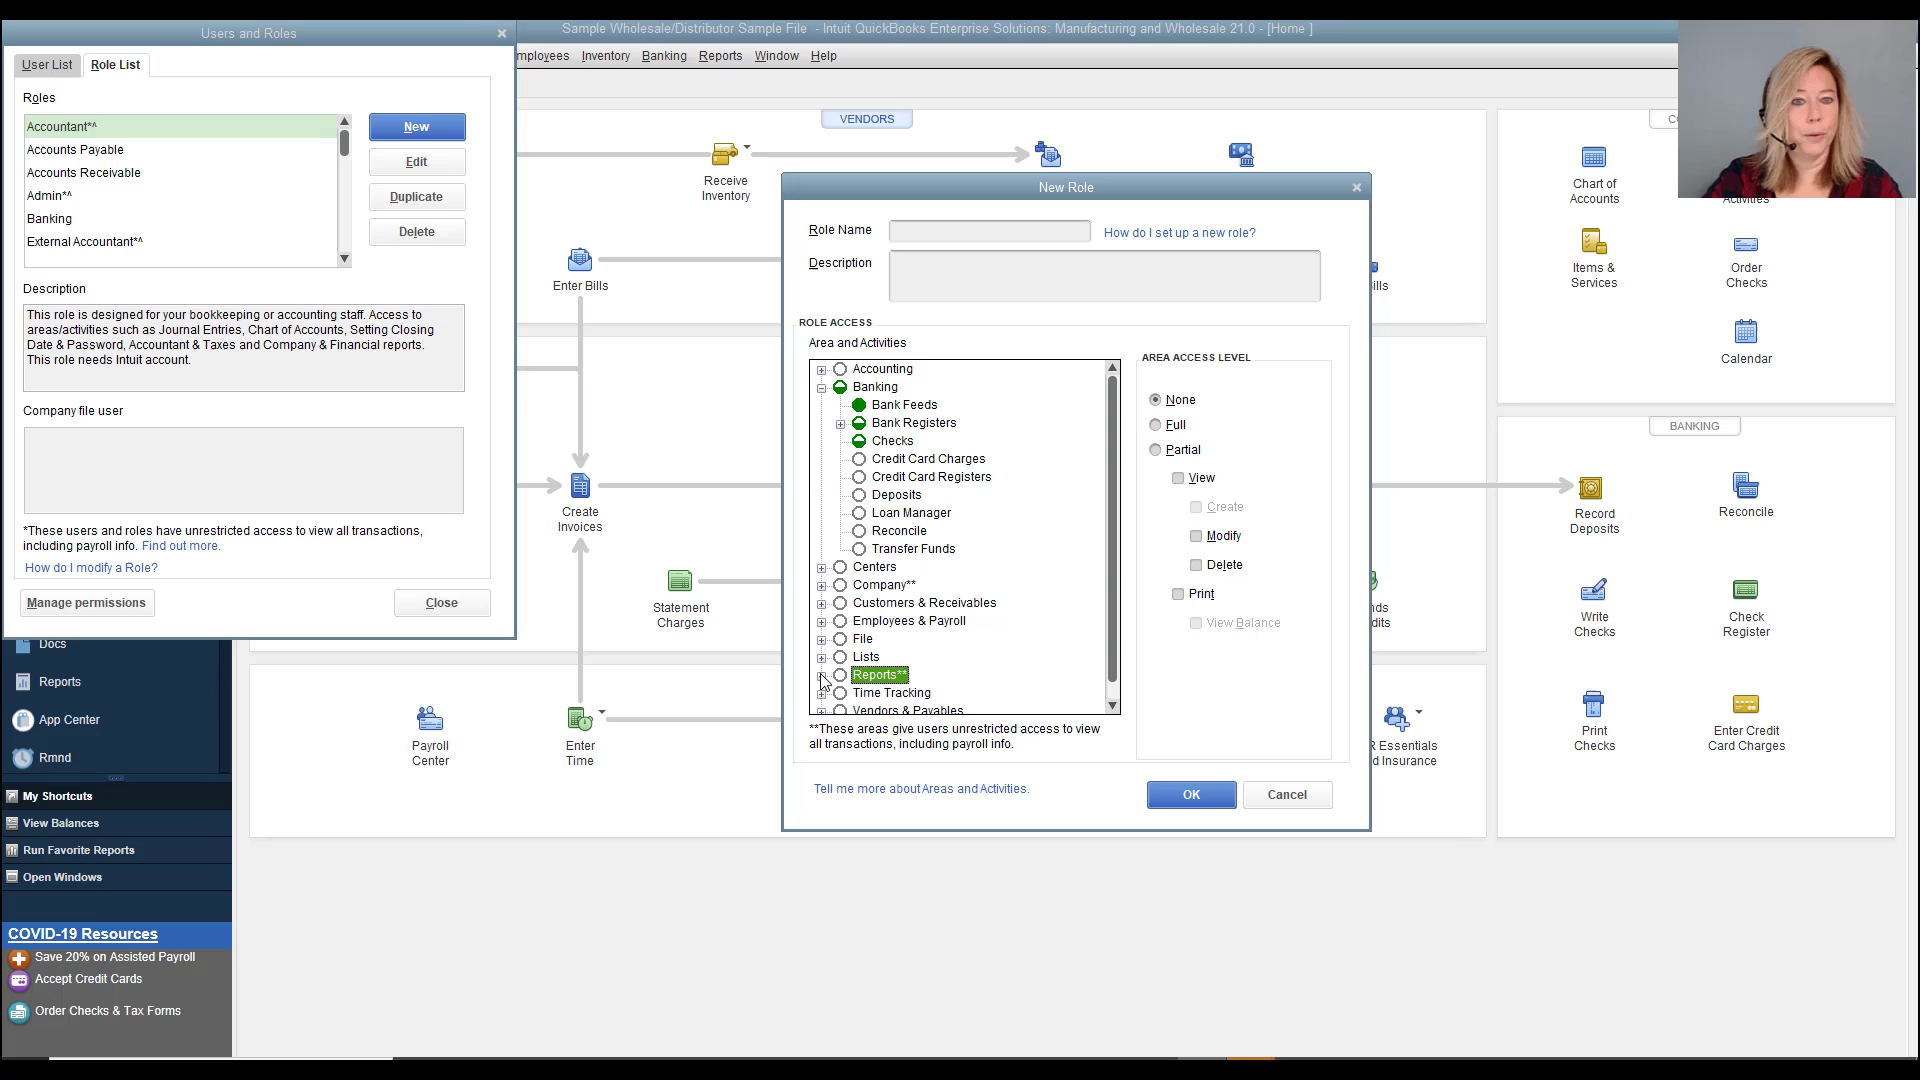 Users and Roles
Sample Wholesale/Distributor Sample File - Intuit QuickBooks Enterprise Solutions: Manufacturing and Wholesale 21.0 - [Home ]
mployees Inventory Banking Reports Window Help
User List Role List
Roles
Accountant*^
Accounts Payable
Accounts Receivable
Admin*^
Banking
External Accountant*^
New
Edit
Duplicate
Delete
Description
This role is designed for your bookkeeping or accounting staff. Access to
areas/activities such as Journal Entries, Chart of Accounts, Setting Closing
Date & Password, Accountant & Taxes and Company & Financial reports.
This role needs Intuit account.
Company file user
*These users and roles have unrestricted access to view all transactions,
including payroll info. Find out more.
How do I modify a Role?
Manage permissions
Close
Docs
Reports
App Center
Rmnd
My Shortcuts
View Balances
Run Favorite Reports
Open Windows
COVID-19 Resources
Save 20% on Assisted Payroll
Accept Credit Cards
Order Checks & Tax Forms
VENDORS
Receive
Inventory
Enter Bills
Create
Invoices
Statement
Charges
Payroll
Center
Enter
Time
New Role
Role Name
How do I set up a new role?
Description
ROLE ACCESS
Area and Activities
Accounting
Banking
Bank Feeds
Bank Registers
Checks
Credit Card Charges
Credit Card Registers
Deposits
Loan Manager
Reconcile
Transfer Funds
Centers
Company**
Customers & Receivables
Employees & Payroll
File
Lists
Reports**
Time Tracking
Vendors & Payables
**These areas give users unrestricted access to view
all transactions, including payroll info.
Tell me more about Areas and Activities.
AREA ACCESS LEVEL
None
Full
Partial
View
Create
Modify
Delete
Print
View Balance
OK
Cancel
ills
nds
dits
R Essentials
d Insurance
C
Chart of
Accounts
Activities
Items &
Services
Order
Checks
Calendar
BANKING
Record
Deposits
Reconcile
Write
Checks
Check
Register
Print
Checks
Enter Credit
Card Charges